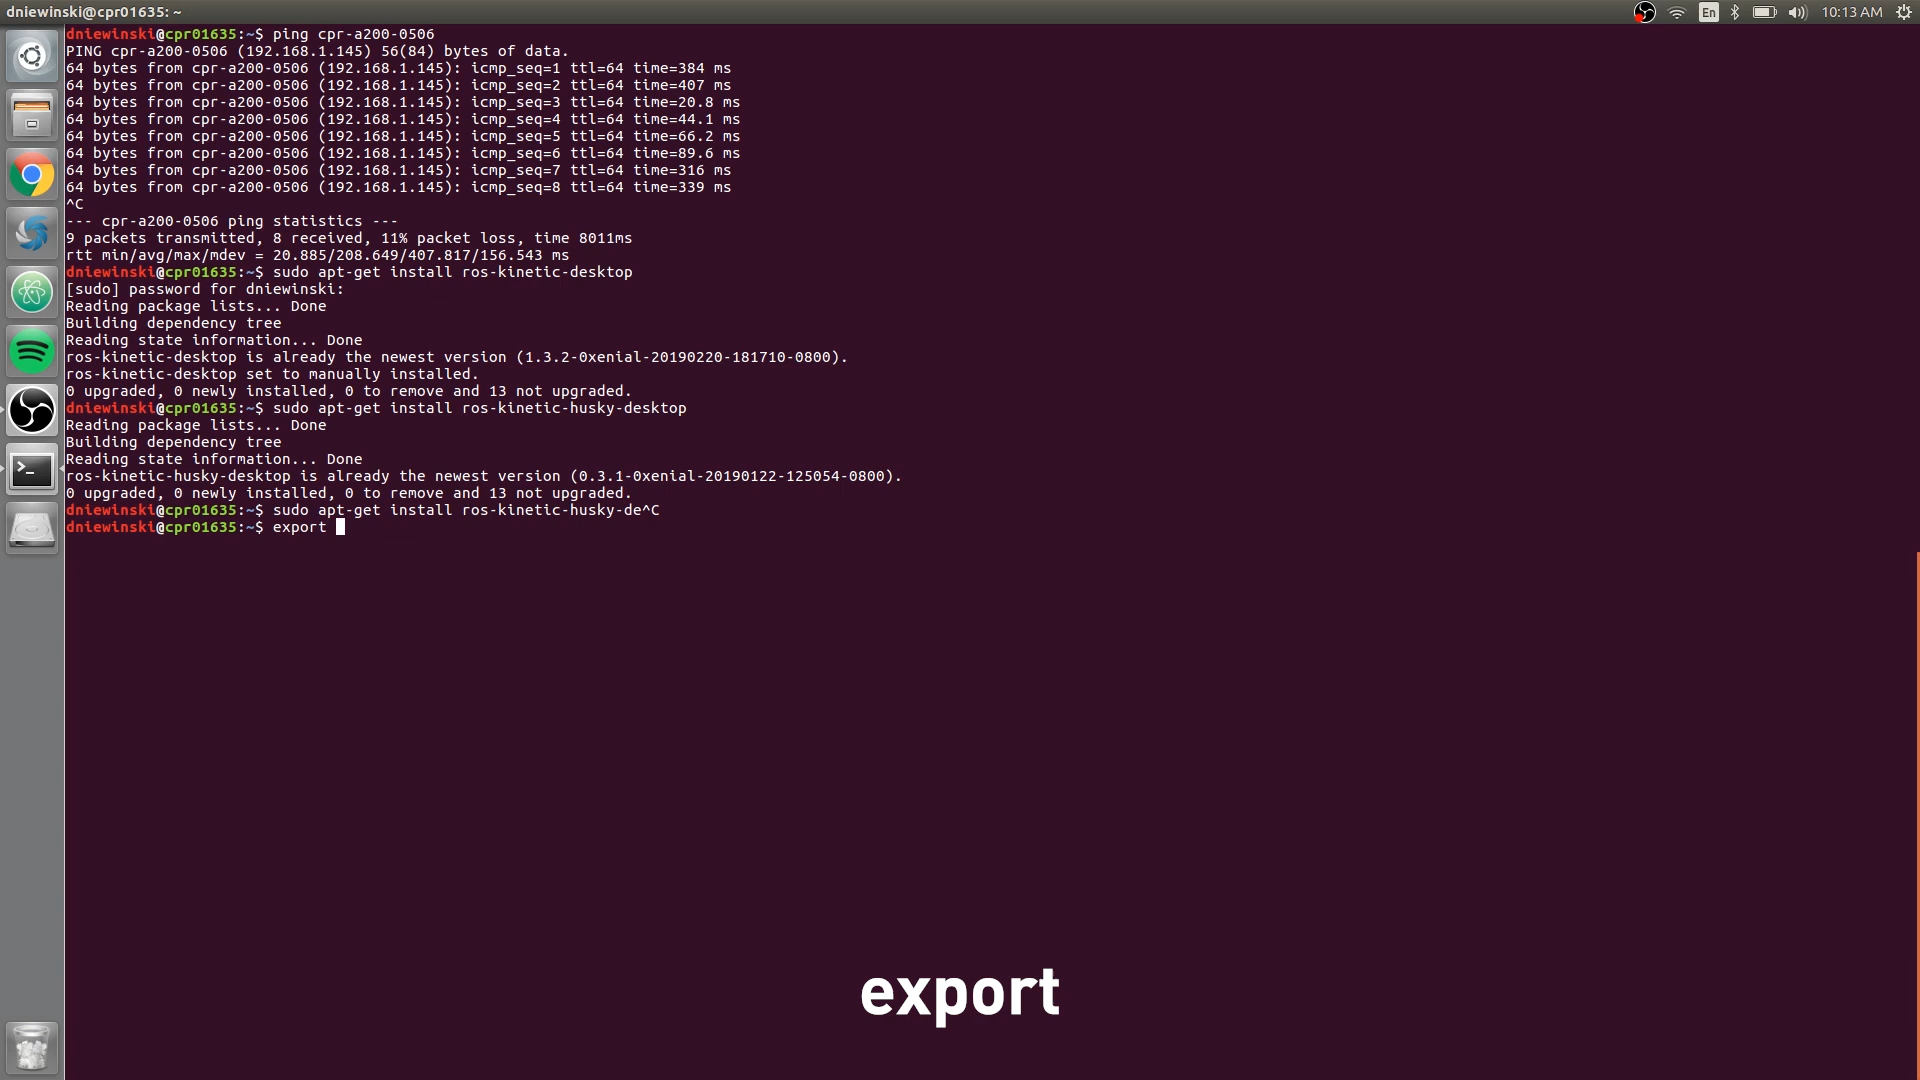 dniewinski@cpr01635: ~
En
10:13 AM
dniewinski@cpr01635:~$ ping cpr-a200-0506
PING cpr-a200-0506 (192.168.1.145) 56(84) bytes of data.
64 bytes from cpr-a200-0506 (192.168.1.145): icmp_seq=1 ttl=64 time=384 ms
64 bytes from cpr-a200-0506 (192.168.1.145): icmp_seq=2 ttl=64 time=407 ms
64 bytes from cpr-a200-0506 (192.168.1.145): icmp_seq=3 ttl=64 time=20.8 ms
64 bytes from cpr-a200-0506 (192.168.1.145): icmp_seq=4 ttl=64 time=44.1 ms
64 bytes from cpr-a200-0506 (192.168.1.145): icmp_seq=5 ttl=64 time=66.2 ms
64 bytes from cpr-a200-0506 (192.168.1.145): icmp_seq=6 ttl=64 time=89.6 ms
64 bytes from cpr-a200-0506 (192.168.1.145): icmp_seq=7 ttl=64 time=316 ms
64 bytes from cpr-a200-0506 (192.168.1.145): icmp_seq=8 ttl=64 time=339 ms
^C
--- cpr-a200-0506 ping statistics ---
9 packets transmitted, 8 received, 11% packet loss, time 8011ms
rtt min/avg/max/mdev = 20.885/208.649/407.817/156.543 ms
dniewinski@cpr01635:~$ sudo apt-get install ros-kinetic-desktop
[sudo] password for dniewinski:
Reading package lists... Done
Building dependency tree
Reading state information... Done
ros-kinetic-desktop is already the newest version (1.3.2-0xenial-20190220-181710-0800).
ros-kinetic-desktop set to manually installed.
0 upgraded, 0 newly installed, 0 to remove and 13 not upgraded.
dniewinski@cpr01635:~$ sudo apt-get install ros-kinetic-husky-desktop
Reading package lists... Done
Building dependency tree
Reading state information... Done
ros-kinetic-husky-desktop is already the newest version (0.3.1-0xenial-20190122-125054-0800).
0 upgraded, 0 newly installed, 0 to remove and 13 not upgraded.
dniewinski@cpr01635:~$ sudo apt-get install ros-kinetic-husky-de^C
dniewinski@cpr01635:~$ export
export